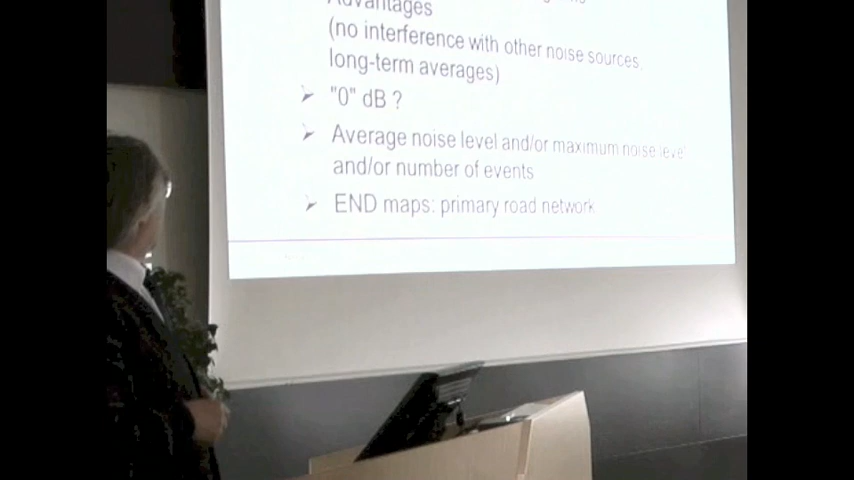 Advantages
(no interference with other noise sources,
long-term averages)
"0" dB ?
Average noise level and/or maximum noise level
and/or number of events
END maps: primary road network